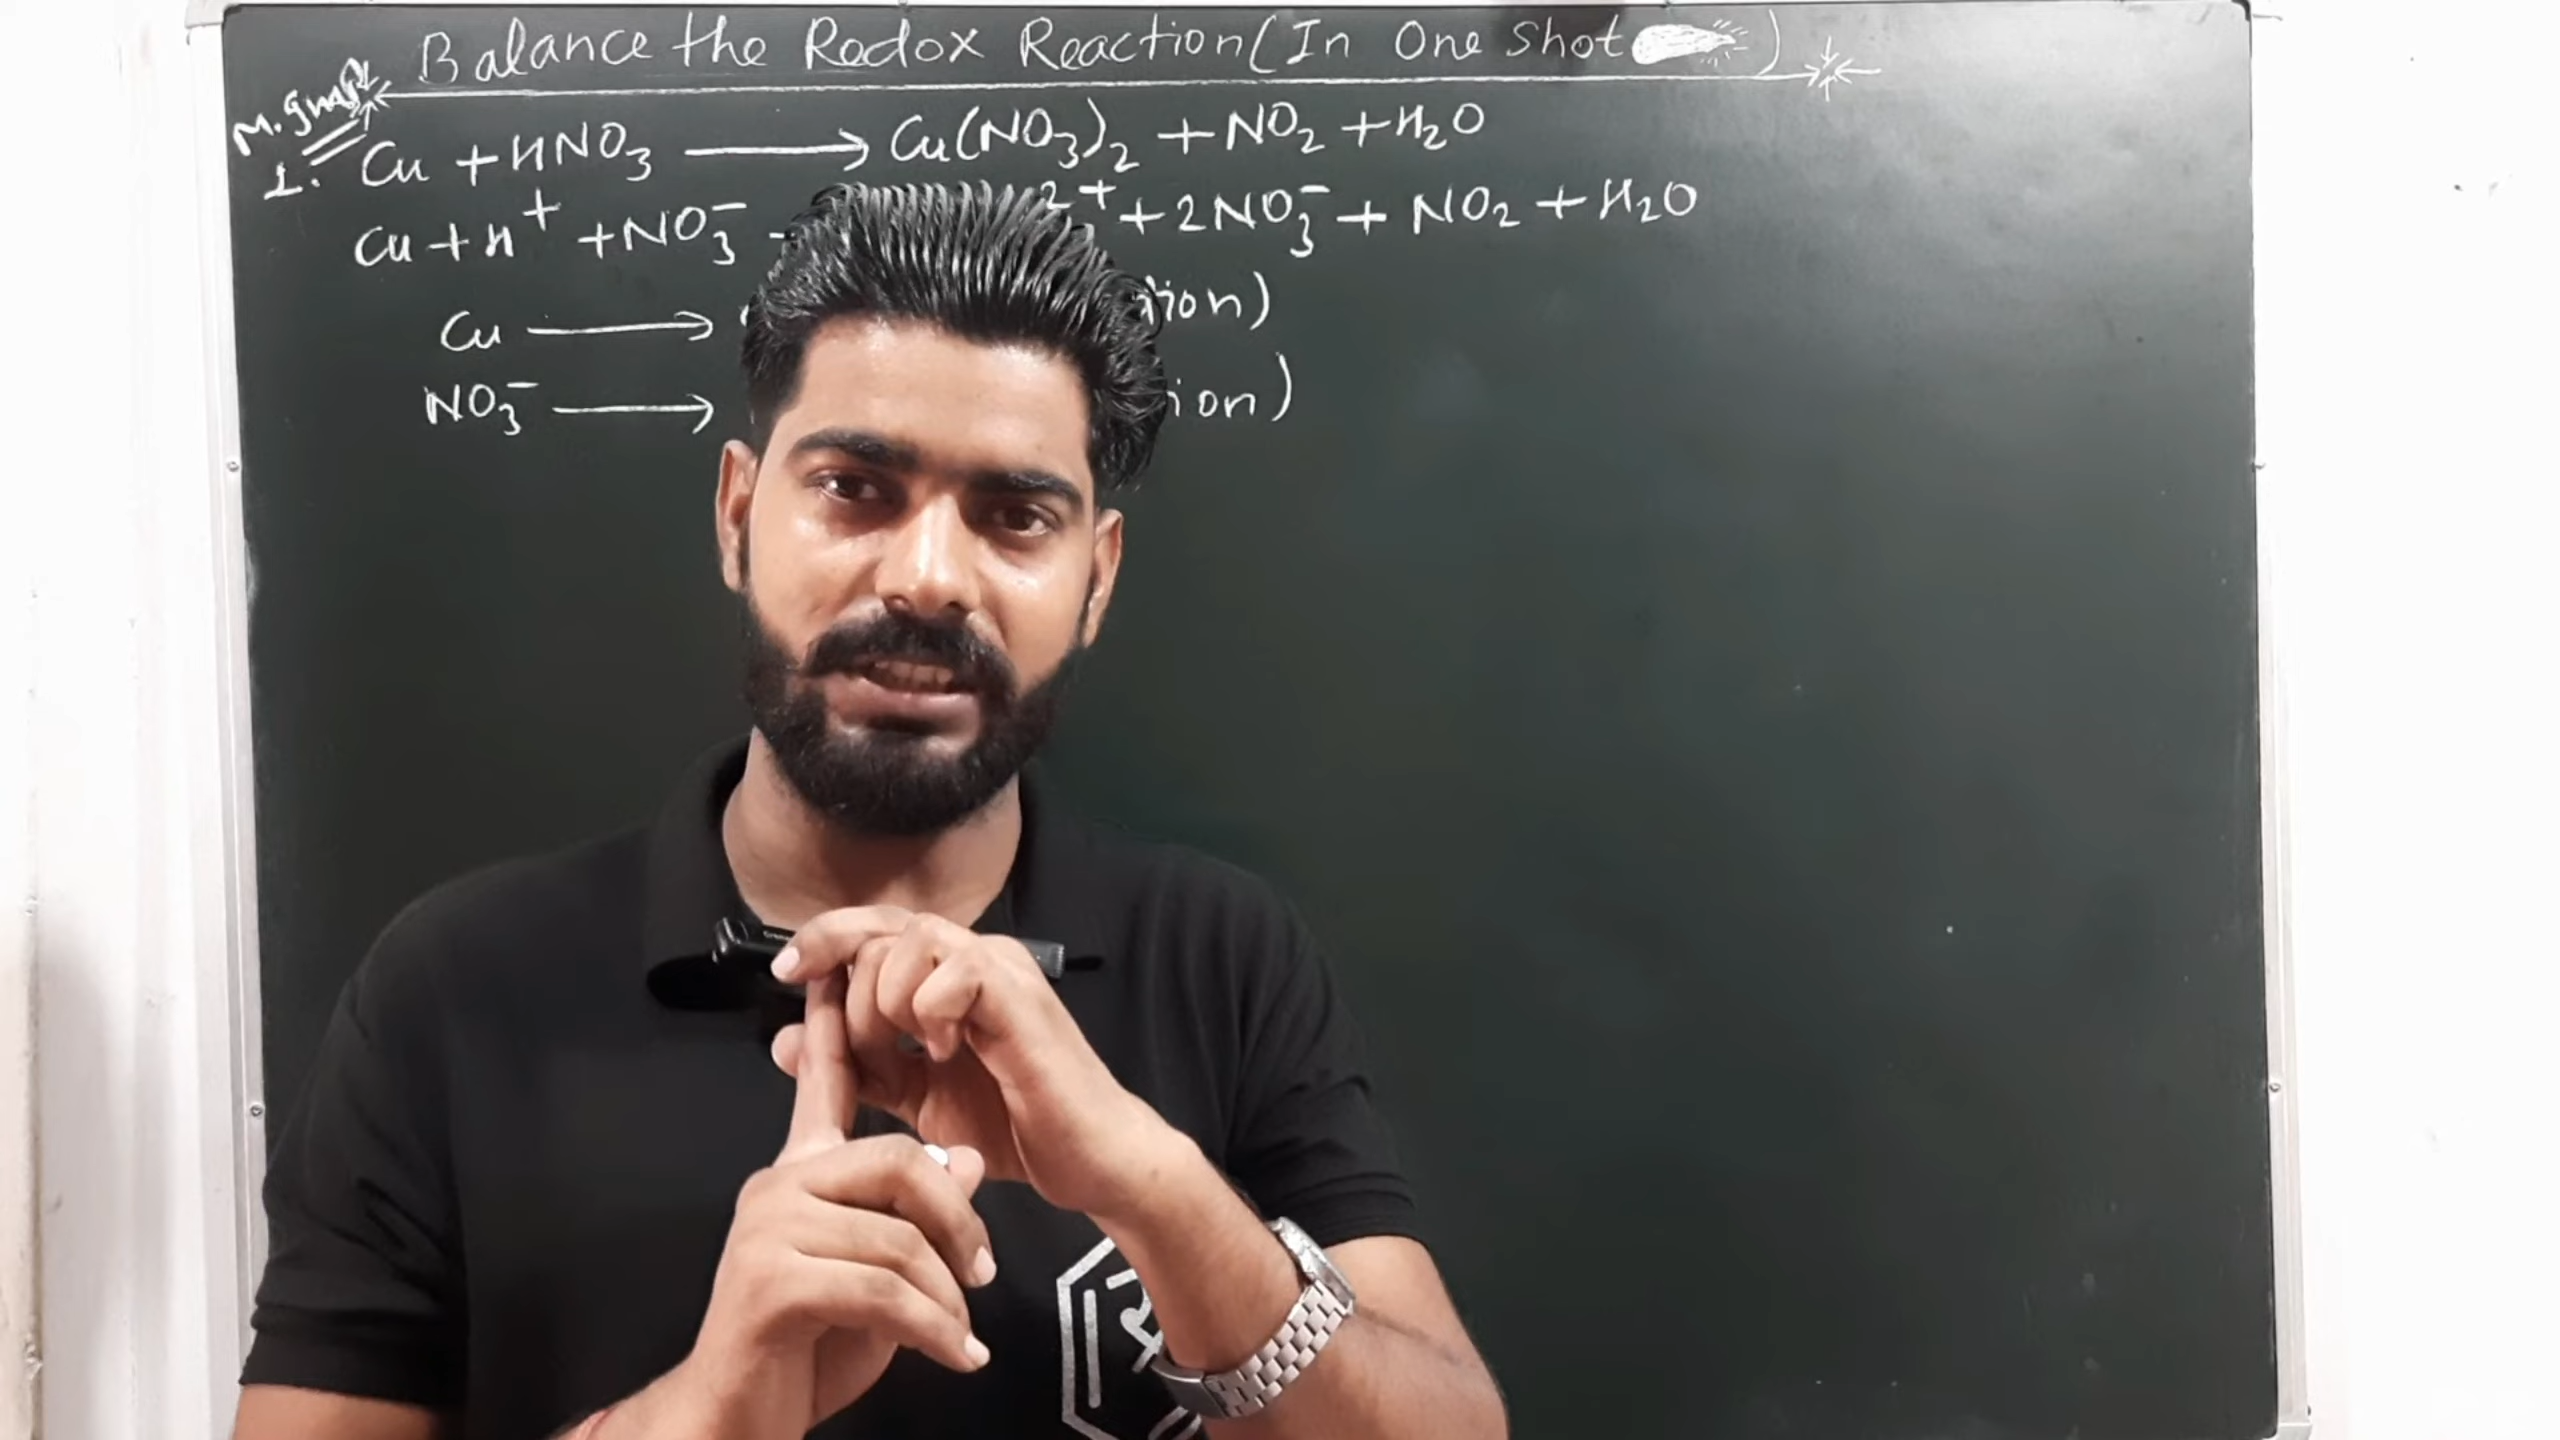 Balance the Redox Reaction (In One Shot )
M.
1. Cu + HNO₃ ⟶ Cu(NO₃)₂ + NO₂ + H₂O
Cu + H⁺ + NO₃⁻ - ²⁺ + 2NO₃⁻ + NO₂ + H₂O
Cu ⟶ ion)
NO₃⁻ ⟶ ion)